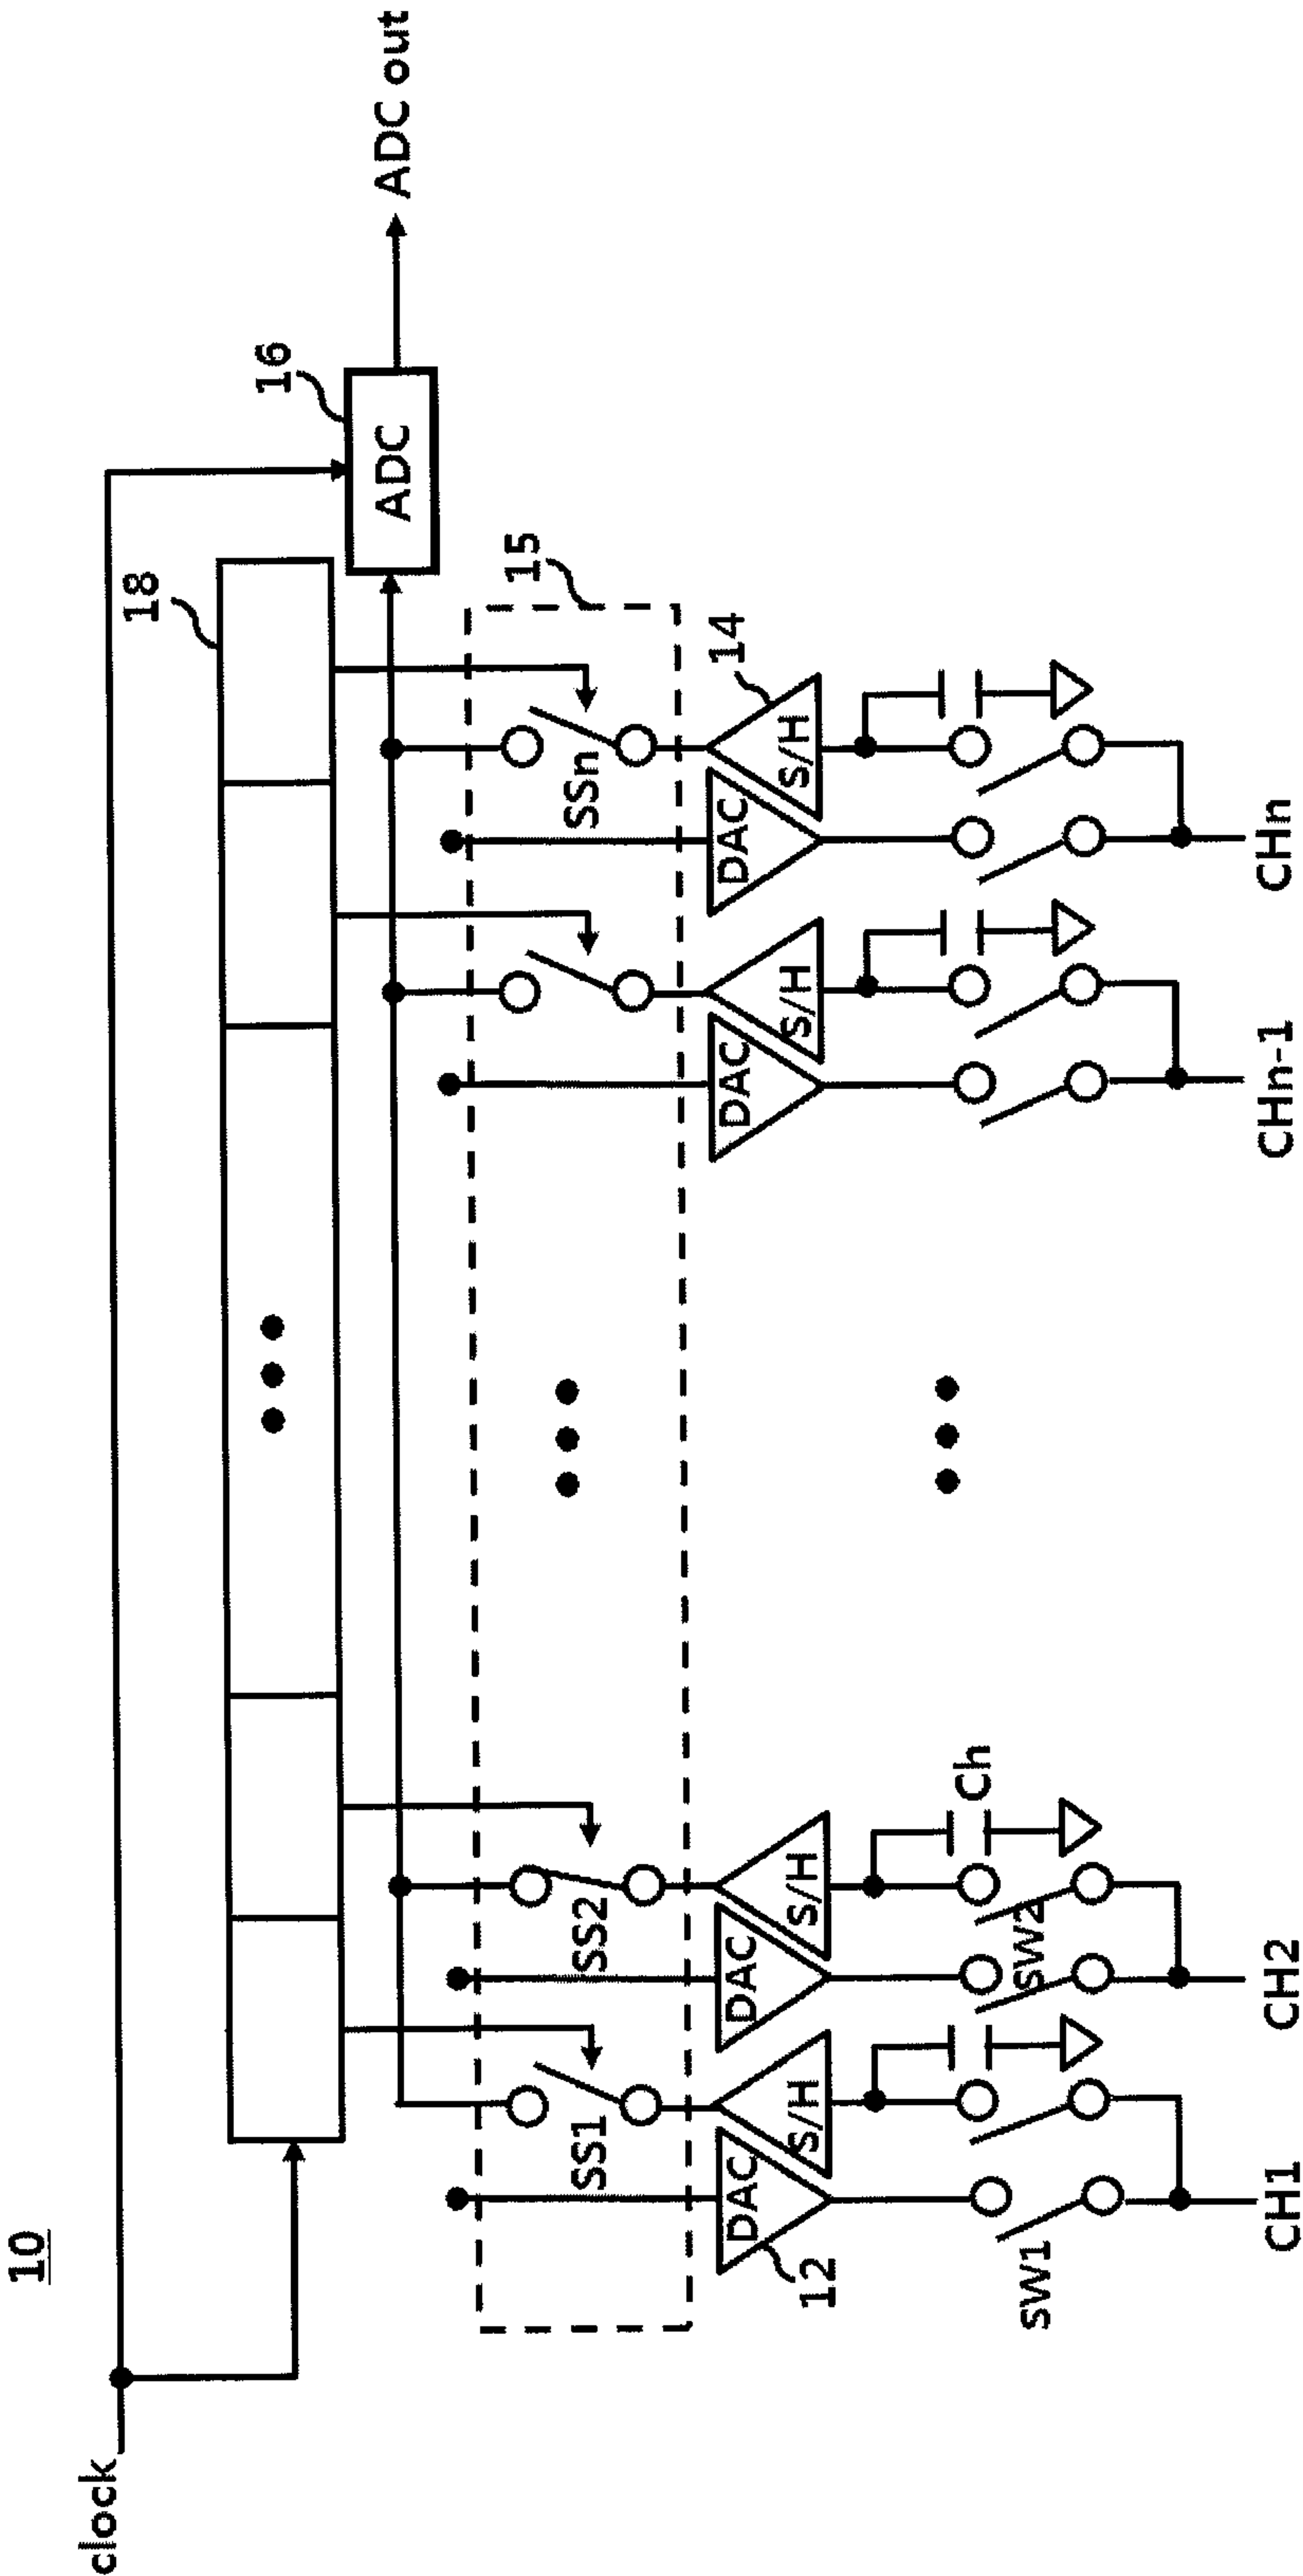 10
clock
18
16
ADC
ADC out
15
SS1
SS2
SSn
DAC
S/H
DAC
S/H
DAC
S/H
DAC
S/H
12
14
SW1
SW2
Ch
CH1
CH2
CHn-1
CHn